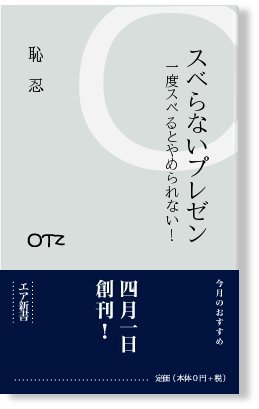 スベらないプレゼン
一度スベるとやめられない！
恥 忍
OTZ
今月のおすすめ
四月一日
創刊！
エア新書
定価（本体0円+税）